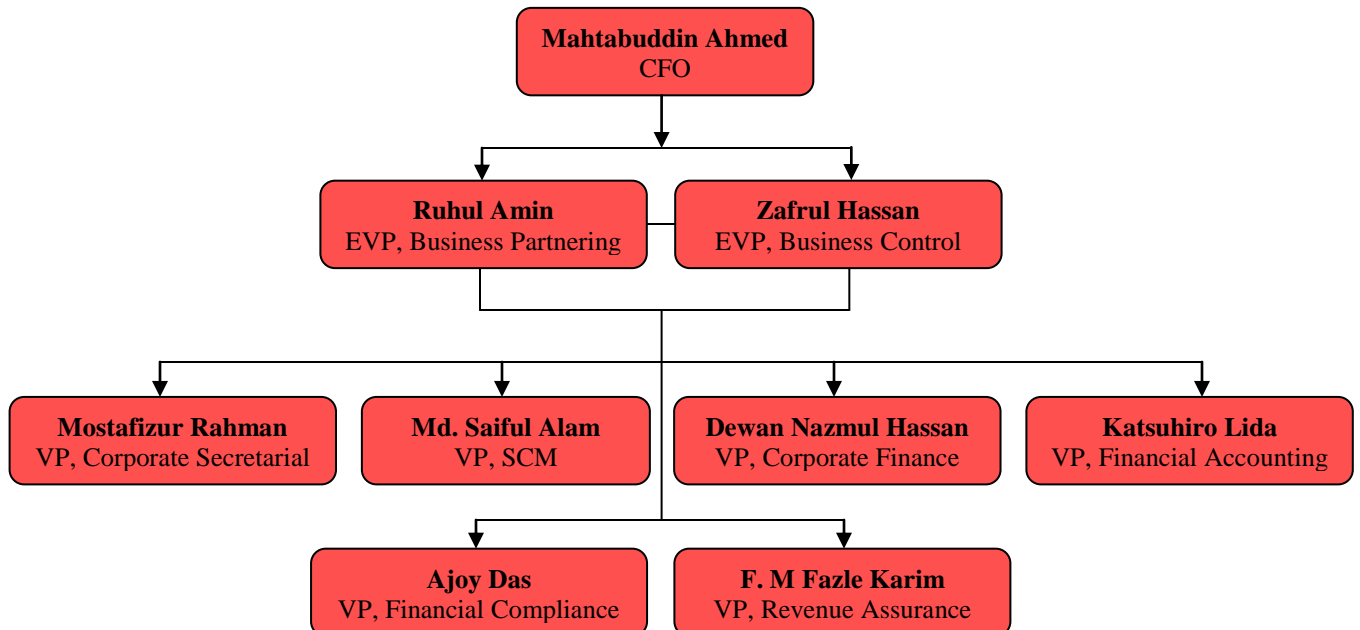 Mahtabuddin Ahmed
CFO
Ruhul Amin
EVP, Business Partnering
Zafrul Hassan
EVP, Business Control
Mostafizur Rahman
VP, Corporate Secretarial
Md. Saiful Alam
VP, SCM
Dewan Nazmul Hassan
VP, Corporate Finance
Katsuhiro Lida
VP, Financial Accounting
Ajoy Das
VP, Financial Compliance
F. M Fazle Karim
VP, Revenue Assurance